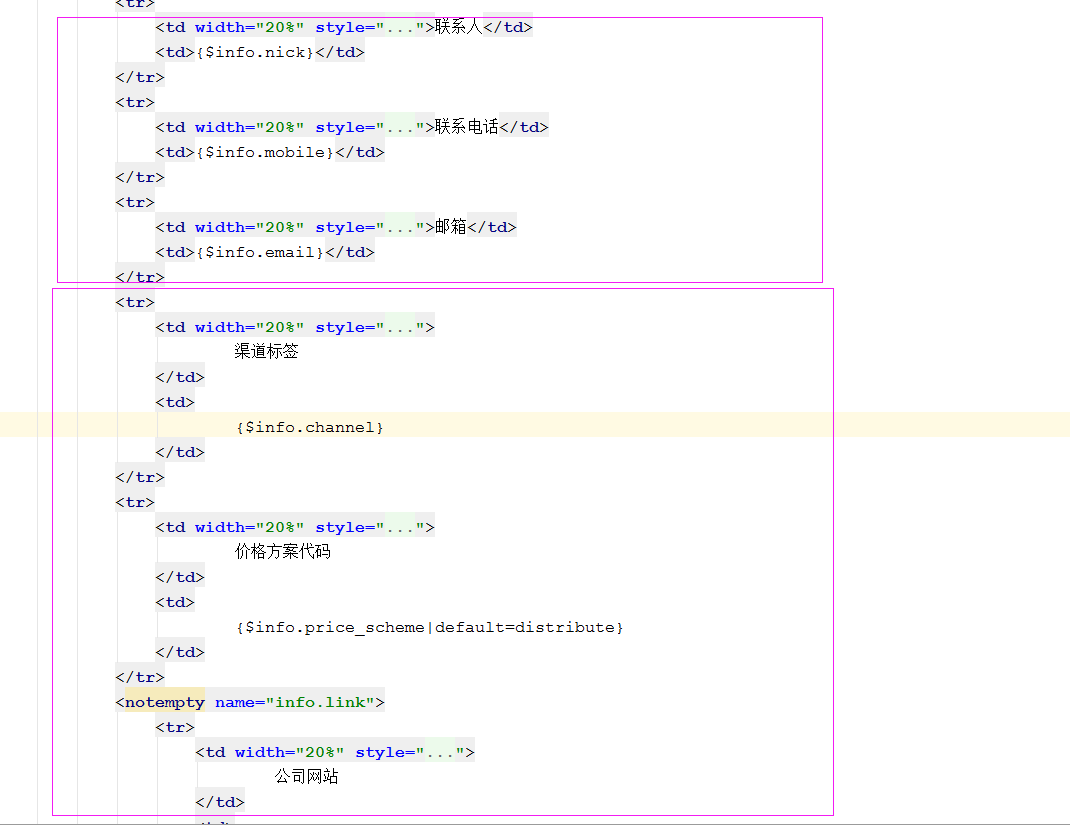 <tr>
<td width="20%" style="...">联系人</td>
<td>{$info.nick}</td>
</tr>
<tr>
<td width="20%" style="...">联系电话</td>
<td>{$info.mobile}</td>
</tr>
<tr>
<td width="20%" style="...">邮箱</td>
<td>{$info.email}</td>
</tr>
<tr>
<td width="20%" style="...">
渠道标签
</td>
<td>
{$info.channel}
</td>
</tr>
<tr>
<td width="20%" style="...">
价格方案代码
</td>
<td>
{$info.price_scheme|default=distribute}
</td>
</tr>
<notempty name="info.link">
<tr>
<td width="20%" style="...">
公司网站
</td>